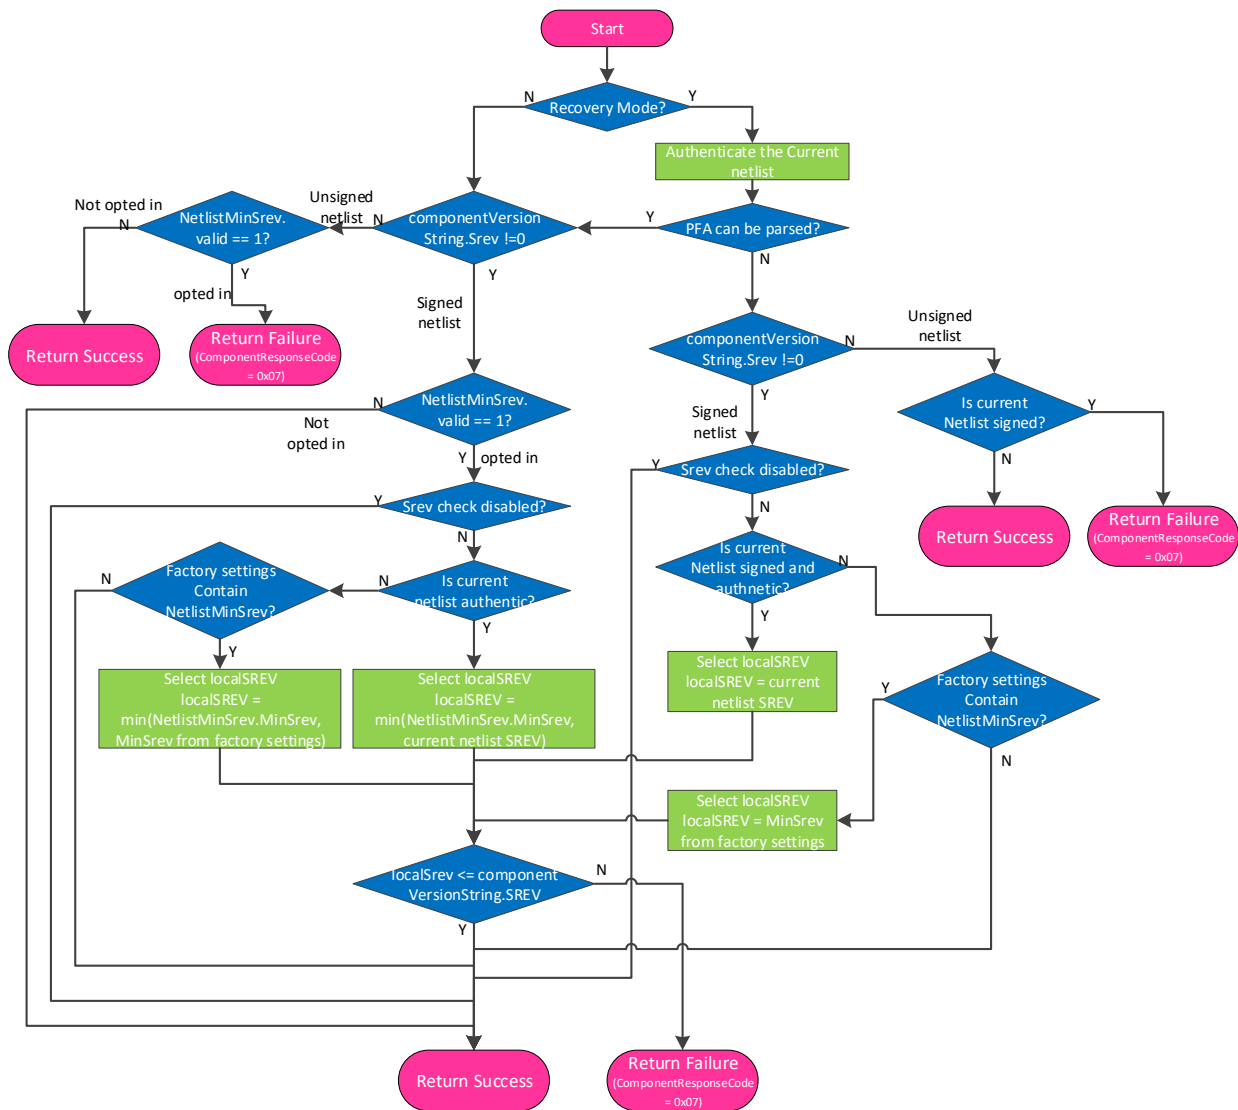 Start
Recovery Mode?
N
Y
Authenticate the Current
netlist
Not opted in
N
NetlistMinSrev.
valid == 1?
Unsigned
netlist
N
componentVersion
String.Srev !=0
Y
PFA can be parsed?
Y
opted in
Y
N
Signed
netlist
Return Success
Return Failure
(ComponentResponseCode
= 0x07)
componentVersion
String.Srev !=0
N
Unsigned
netlist
Y
Signed
netlist
Is current
Netlist signed?
Y
N
N
NetlistMinSrev.
valid == 1?
Not
opted in
Y
opted in
Y
Srev check disabled?
N
Y
Srev check disabled?
N
Return Success
Return Failure
(ComponentResponseCode
= 0x07)
N
Factory settings
Contain
NetlistMinSrev?
Y
N
Is current
netlist authentic?
Y
Is current
Netlist signed and
authnetic?
N
Y
Select localSREV
localSREV =
min(NetlistMinSrev.MinSrev,
MinSrev from factory settings)
Select localSREV
localSREV =
min(NetlistMinSrev.MinSrev,
current netlist SREV)
Select localSREV
localSREV = current
netlist SREV
Y
Factory settings
Contain
NetlistMinSrev?
N
Select localSREV
localSREV = MinSrev
from factory settings
localSrev <= component
VersionString.SREV
N
Y
Return Success
Return Failure
(ComponentResponseCode
= 0x07)